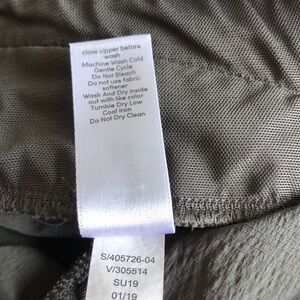 close zipper before
wash
Machine Wash Cold
Gentle Cycle
Do Not Bleach
Do not use fabric
softener
Wash And Dry inside
out with like color
Tumble Dry Low
Cool Iron
Do Not Dry Clean
S/405726-04
V/305514
SU19
01/19